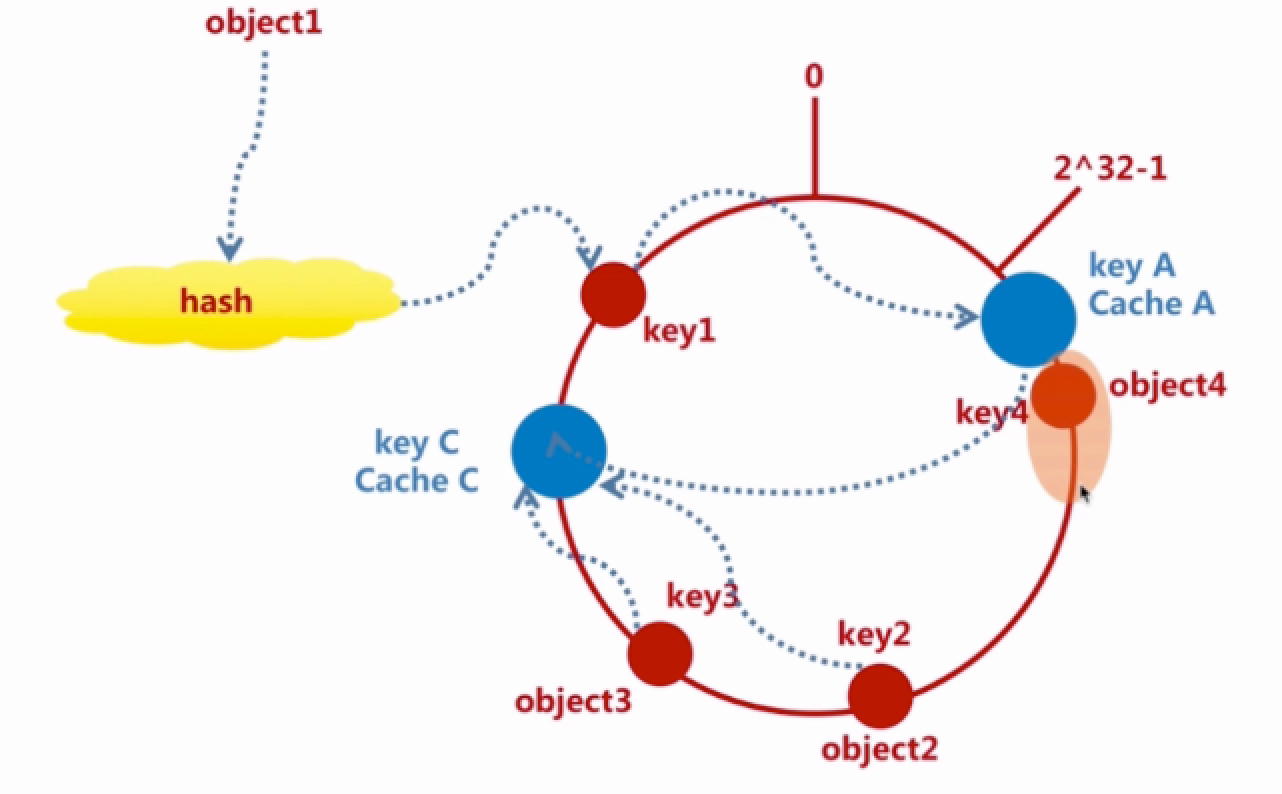 object1
0
2^32-1
hash
key1
key A
Cache A
object4
key4
key C
Cache C
key3
key2
object3
object2